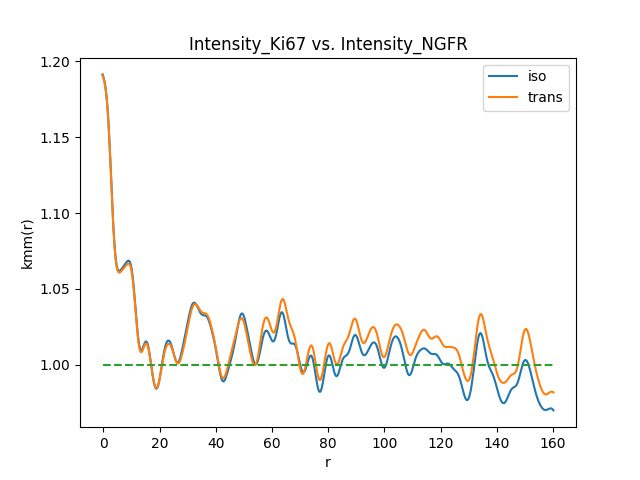 Intensity_Ki67 vs. Intensity_NGFR
iso
trans
1.20
1.15
1.10
1.05
1.00
kmm(r)
0 20 40 60 80 100 120 140 160
r